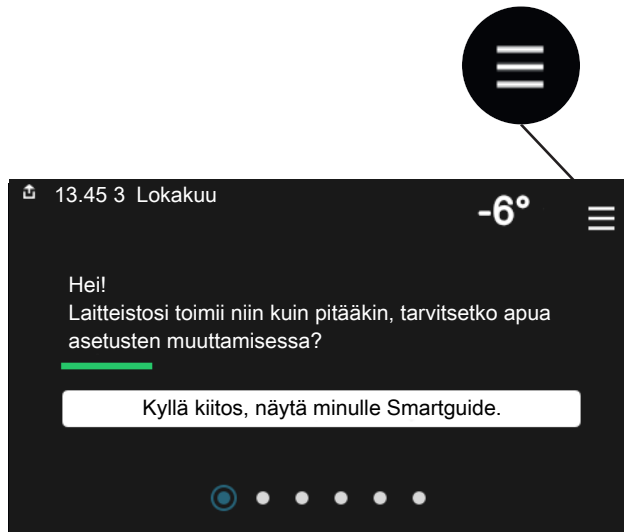 13.45 3 Lokakuu
-6°
Hei!
Laitteistosi toimii niin kuin pitääkin, tarvitsetko apua
asetusten muuttamisessa?
Kyllä kiitos, näytä minulle Smartguide.